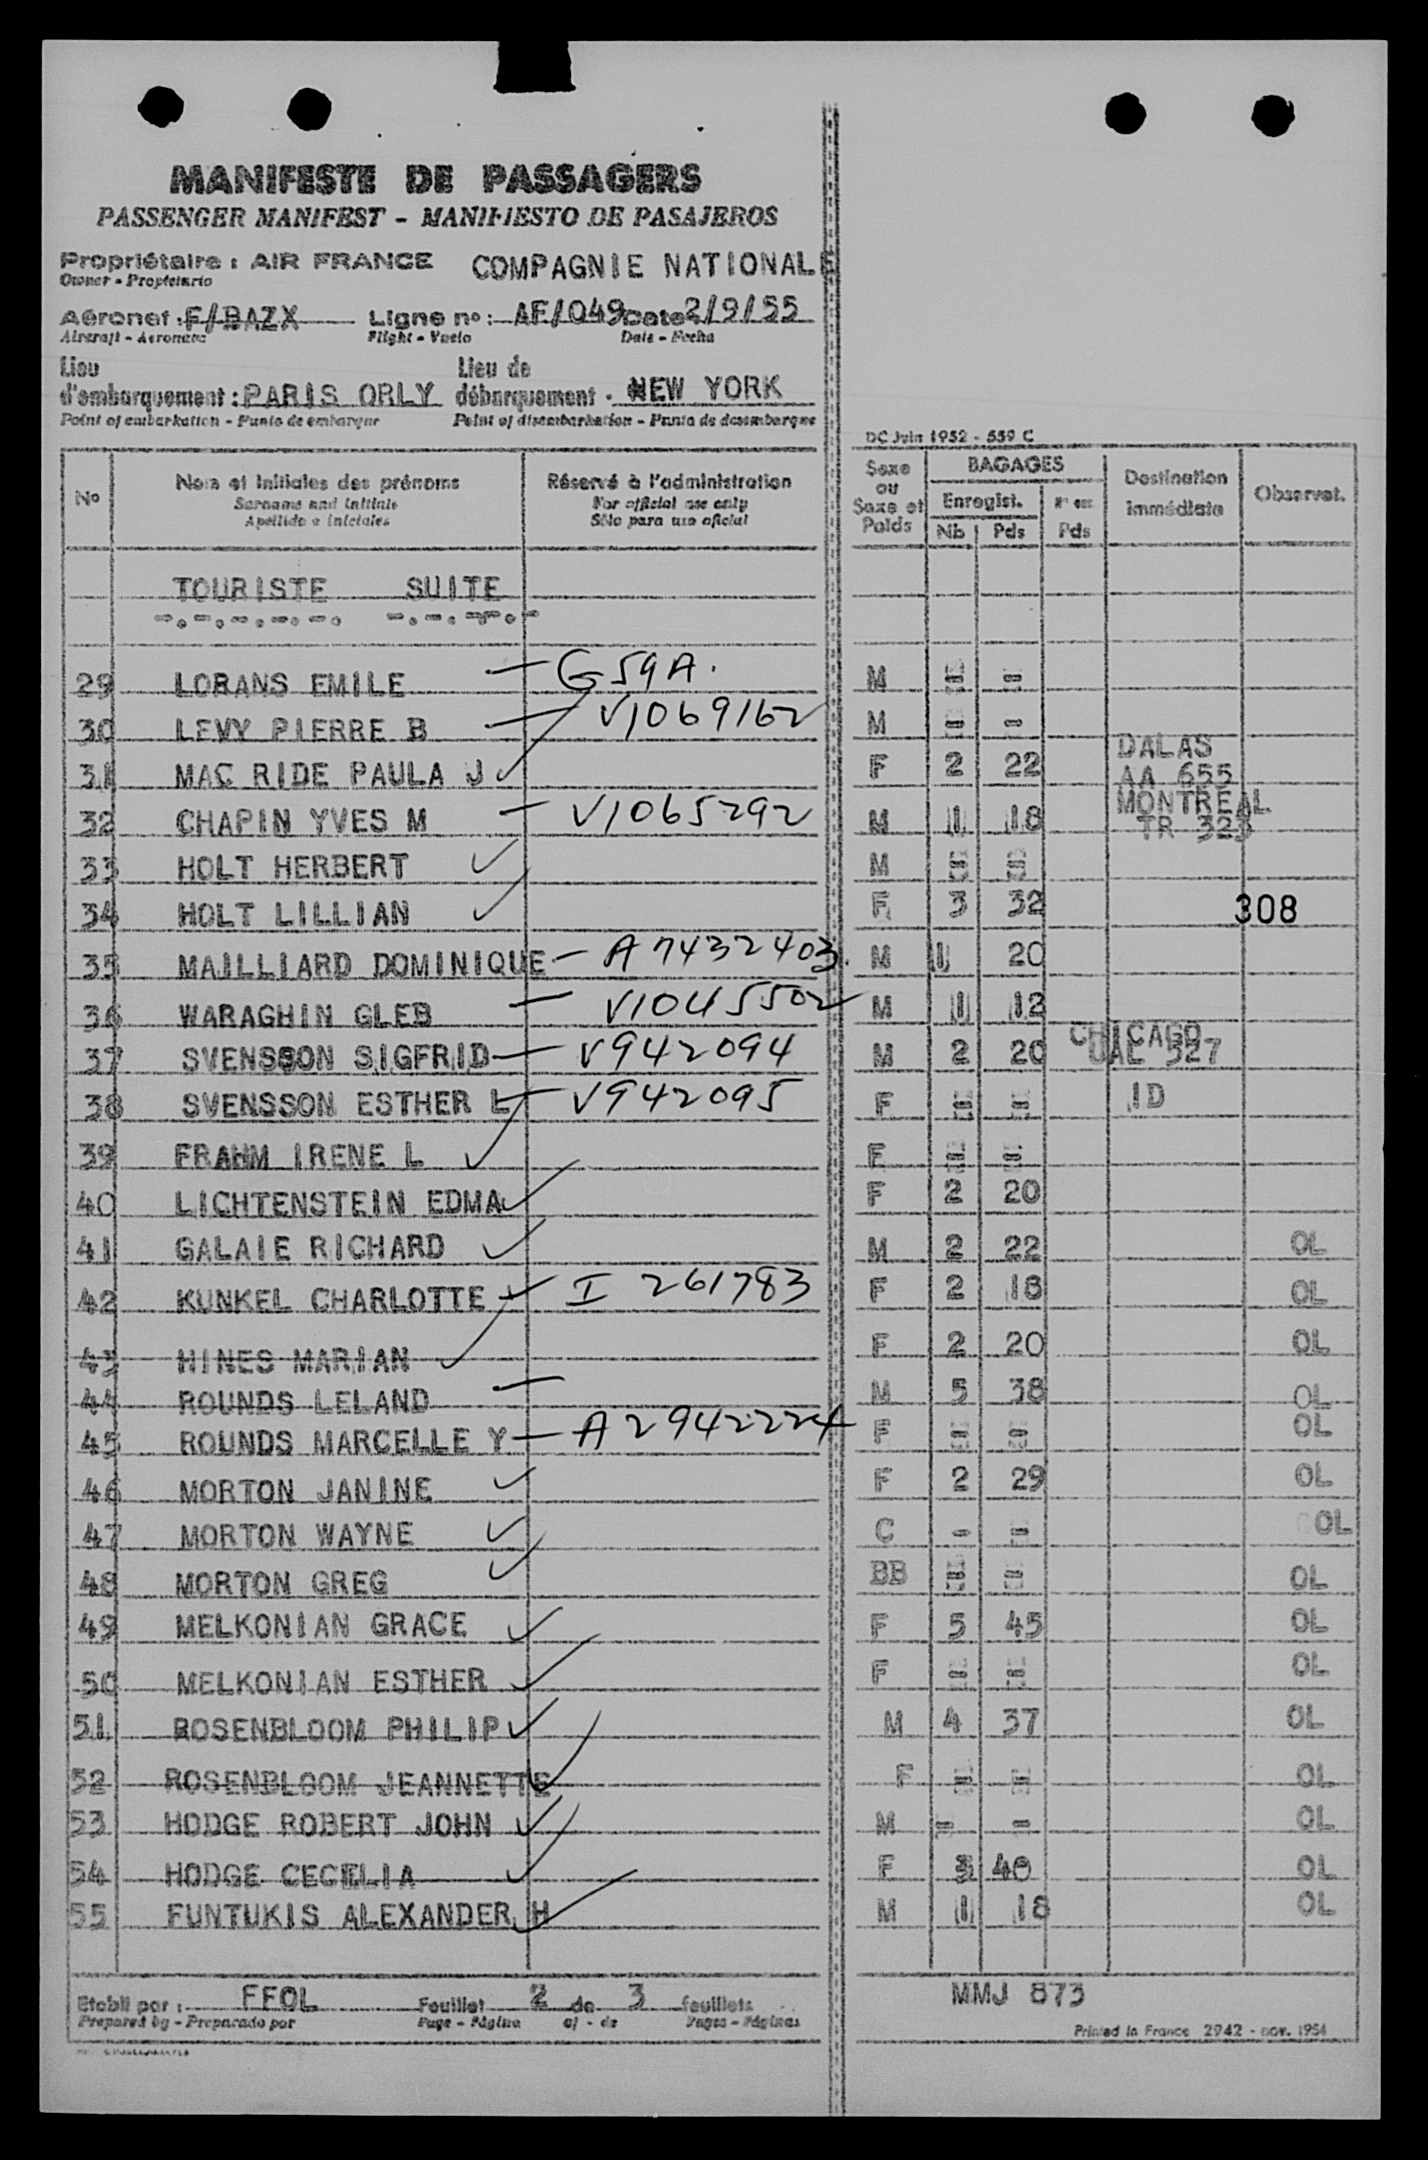 MANIFESTE DE PASSAGERS
PASSENGER MANIFEST - MANIFIESTO DE PASAJEROS
Propriétaire : AIR FRANCE COMPAGNIE NATIONALE
Owner - Propietario
Aéronef : F/BAZX Ligne no : AF/049 Date 2/9/55
Aircraft - Aeronave Flight - Vuelo Date - Fecha
Lieu d'embarquement : PARIS ORLY Lieu de débarquement . NEW YORK
Point of embarkation - Punto de embarque Point of disembarkation - Punto de desembarque
DC Juin 1952 - 559 C
No Nom et Initiales des prénoms Réservé à l'administration Sexe ou Sexe et Poids BAGAGES Destination immédiate Observat.
Surname and initials For official use only Enregist. Pds
Apellido e iniciales Sólo para uso oficial Nb Pds
TOURISTE SUITE
29 LORANS EMILE - G59A. M = =
30 LEVY PIERRE B - V1069162 M = =
31 MAC RIDE PAULA J ✓ F 2 22 DALAS AA 655
32 CHAPIN YVES M - V1065292 M 1 18 MONTREAL TR 323
33 HOLT HERBERT ✓ M = =
34 HOLT LILLIAN ✓ F 3 32 308
35 MAILLIARD DOMINIQUE - A7432403. M 1 20
36 WARAGHIN GLEB - V1045502 M 1 12
37 SVENSSON SIGFRID - V942094 M 2 20 CHICAGO UAL 527
38 SVENSSON ESTHER L - V942095 F = = ID
39 FRAHM IRENE L ✓ F = =
40 LICHTENSTEIN EDMA ✓ F 2 20
41 GALAIE RICHARD ✓ M 2 22 OL
42 KUNKEL CHARLOTTE - I 261783 F 2 18 OL
43 HINES MARIAN ✓ F 2 20 OL
44 ROUNDS LELAND - M 5 38 OL
45 ROUNDS MARCELLE Y - A2942224 F = = OL
46 MORTON JANINE ✓ F 2 29 OL
47 MORTON WAYNE ✓ C - = OL
48 MORTON GREG ✓ BB = = OL
49 MELKONIAN GRACE ✓ F 5 45 OL
50 MELKONIAN ESTHER ✓ F = = OL
51 ROSENBLOOM PHILIP ✓ M 4 37 OL
52 ROSENBLOOM JEANNETTE ✓ F = = OL
53 HODGE ROBERT JOHN ✓ M = = OL
54 HODGE CECELIA ✓ F 3 40 OL
55 FUNTUKIS ALEXANDER H ✓ M 1 18 OL
Etabli par : FFOL Feuillet 2 de 3 feuillets MMJ 873
Prepared by - Preparado por Page - Página of - de Pages - Páginas
Printed in France 2942 - nov. 1954